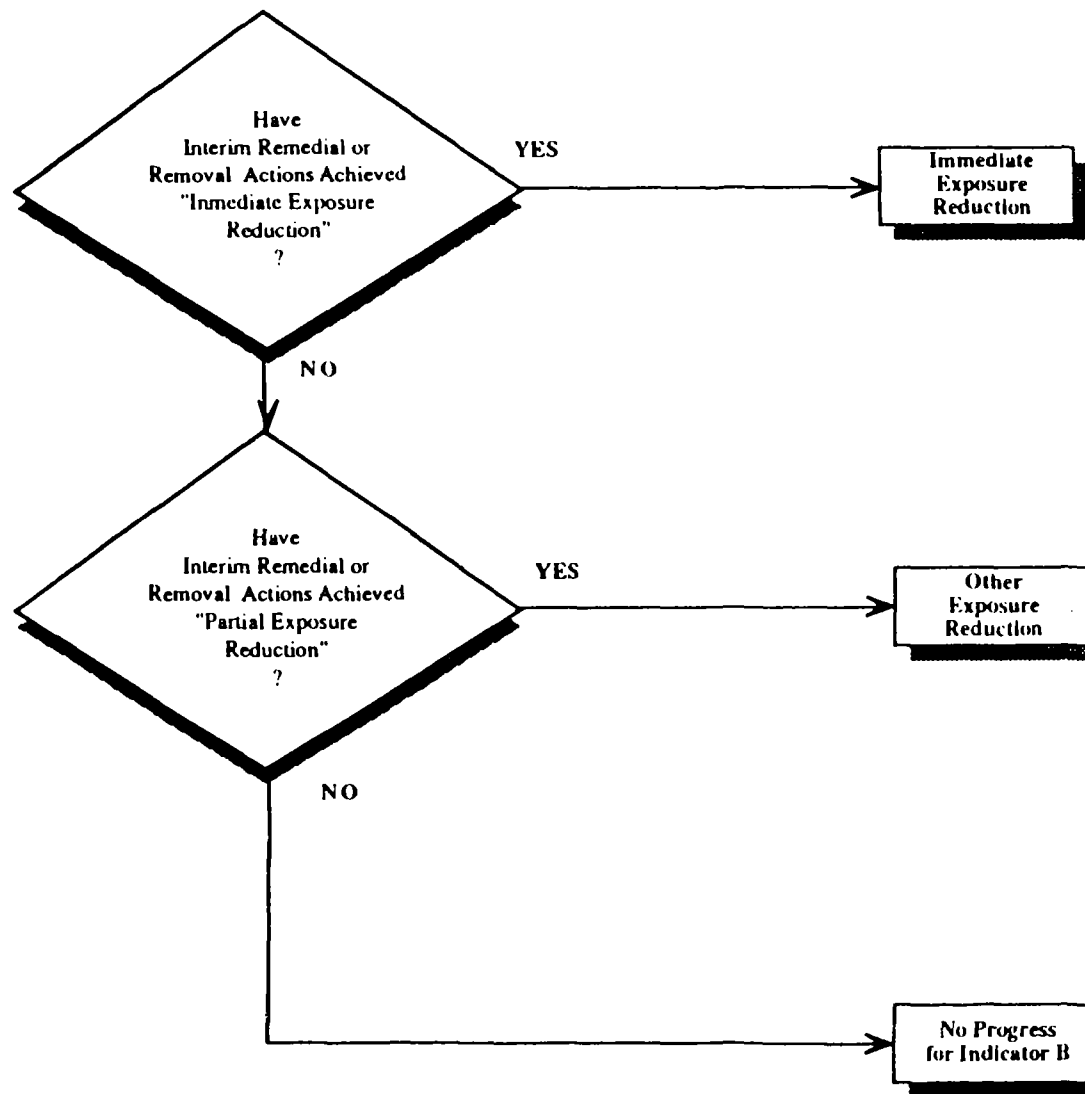 Have
Interim Remedial or
Removal Actions Achieved
"Immediate Exposure
Reduction"
?
YES
Immediate
Exposure
Reduction
NO
Have
Interim Remedial or
Removal Actions Achieved
"Partial Exposure
Reduction"
?
YES
Other
Exposure
Reduction
NO
No Progress
for Indicator B